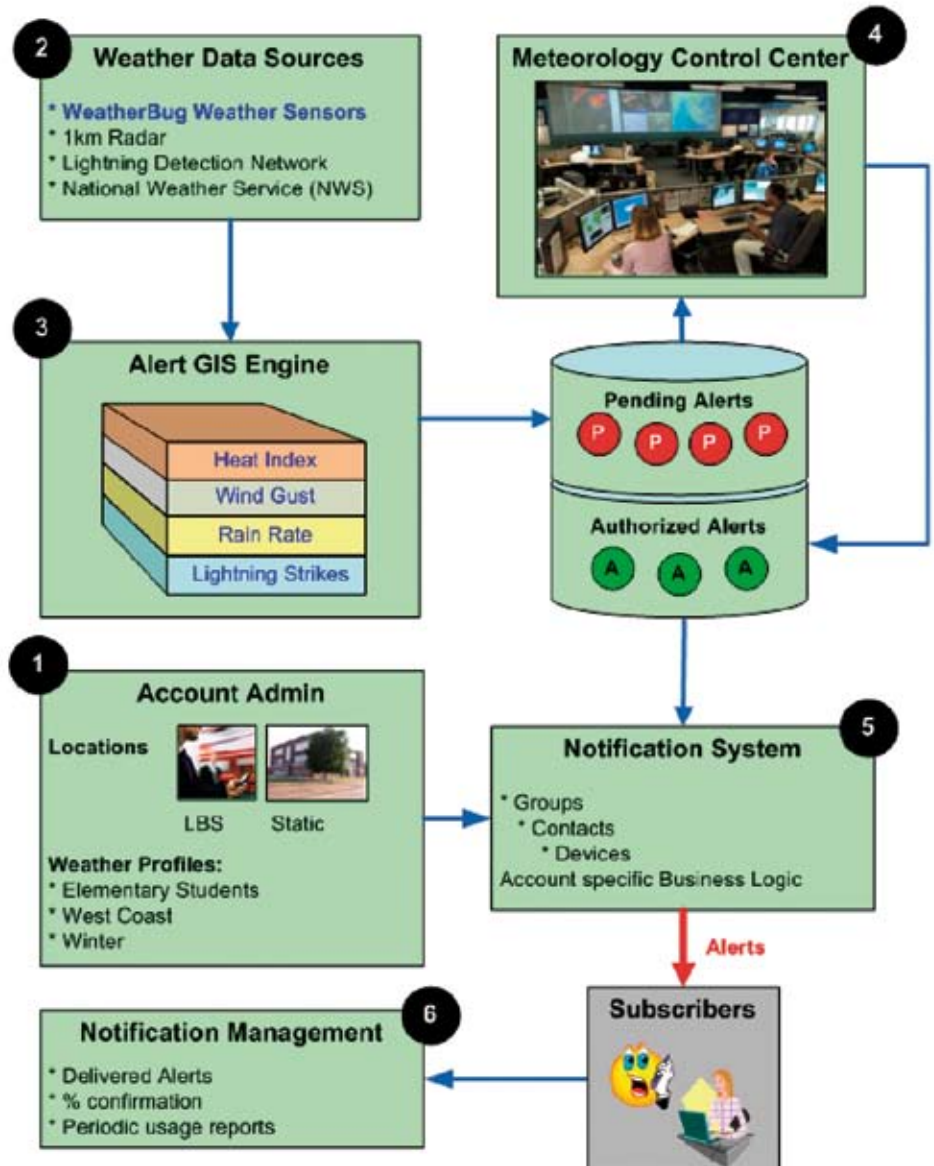 2
Weather Data Sources
* WeatherBug Weather Sensors
* 1km Radar
* Lightning Detection Network
* National Weather Service (NWS)
4
Meteorology Control Center
3
Alert GIS Engine
Heat Index
Wind Gust
Rain Rate
Lightning Strikes
Pending Alerts
P P P P
Authorized Alerts
A A A
1
Account Admin
Locations
LBS Static
Weather Profiles:
* Elementary Students
* West Coast
* Winter
5
Notification System
* Groups
* Contacts
* Devices
Account specific Business Logic
Alerts
Subscribers
6
Notification Management
* Delivered Alerts
* % confirmation
* Periodic usage reports